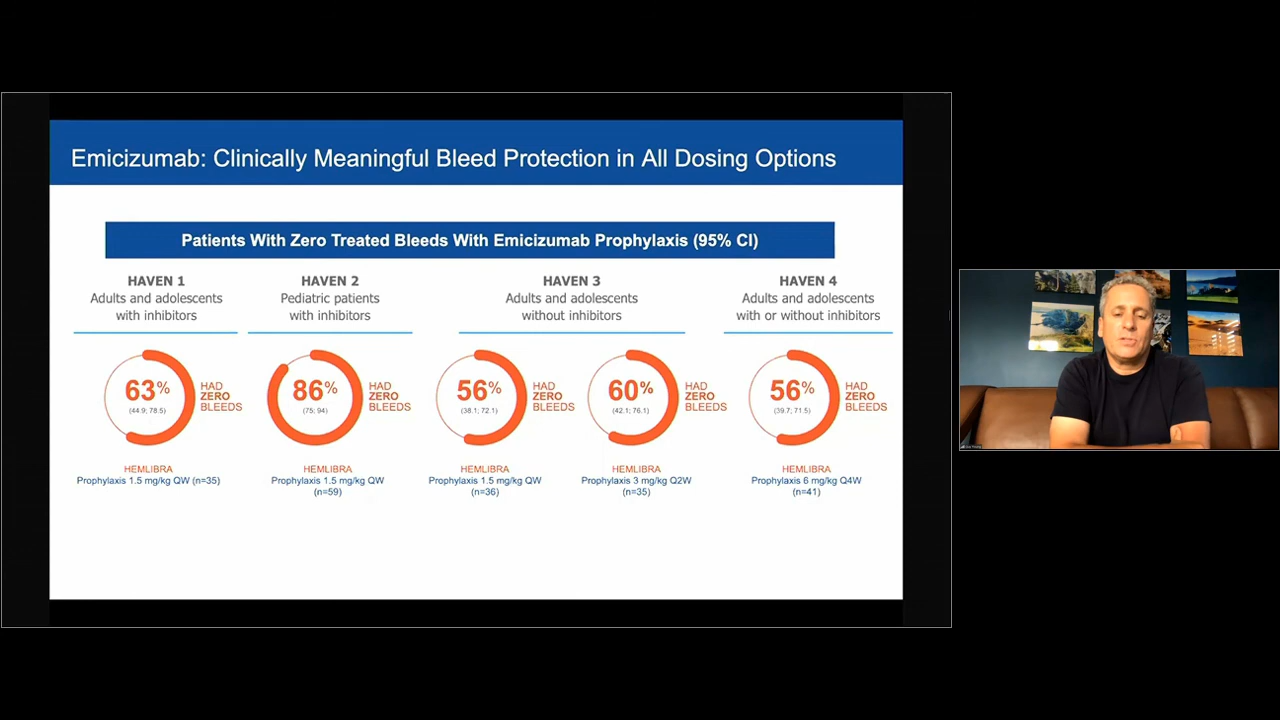 Emicizumab: Clinically Meaningful Bleed Protection in All Dosing Options
Patients With Zero Treated Bleeds With Emicizumab Prophylaxis (95% CI)
HAVEN 1
Adults and adolescents
with inhibitors
63%
(44.9; 78.5)
HAD
ZERO
BLEEDS
HEMLIBRA
Prophylaxis 1.5 mg/kg QW (n=35)
HAVEN 2
Pediatric patients
with inhibitors
86%
(75; 94)
HAD
ZERO
BLEEDS
HEMLIBRA
Prophylaxis 1.5 mg/kg QW
(n=59)
HAVEN 3
Adults and adolescents
without inhibitors
56%
(38.1; 72.1)
HAD
ZERO
BLEEDS
HEMLIBRA
Prophylaxis 1.5 mg/kg QW
(n=36)
60%
(42.1; 76.1)
HAD
ZERO
BLEEDS
HEMLIBRA
Prophylaxis 3 mg/kg Q2W
(n=35)
HAVEN 4
Adults and adolescents
with or without inhibitors
56%
(39.7; 71.5)
HAD
ZERO
BLEEDS
HEMLIBRA
Prophylaxis 6 mg/kg Q4W
(n=41)